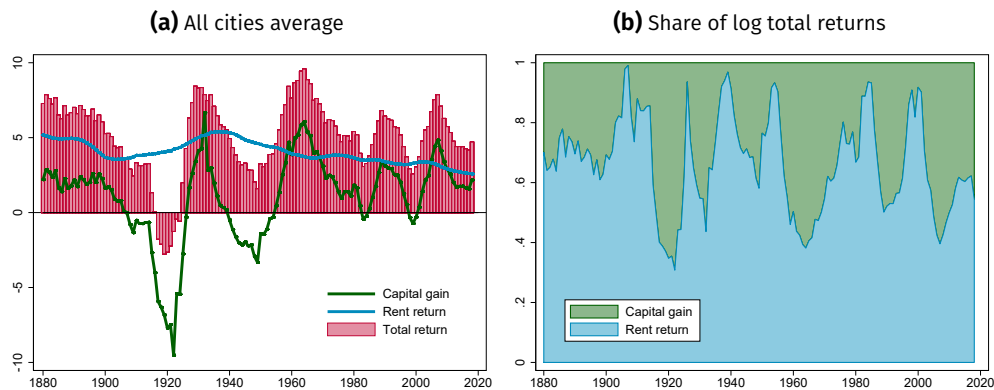 (a) All cities average
10
5
0
-5
-10
Capital gain
Rent return
Total return
1880 1900 1920 1940 1960 1980 2000 2020
(b) Share of log total returns
1
.8
.6
.4
.2
0
Capital gain
Rent return
1880 1900 1920 1940 1960 1980 2000 2020